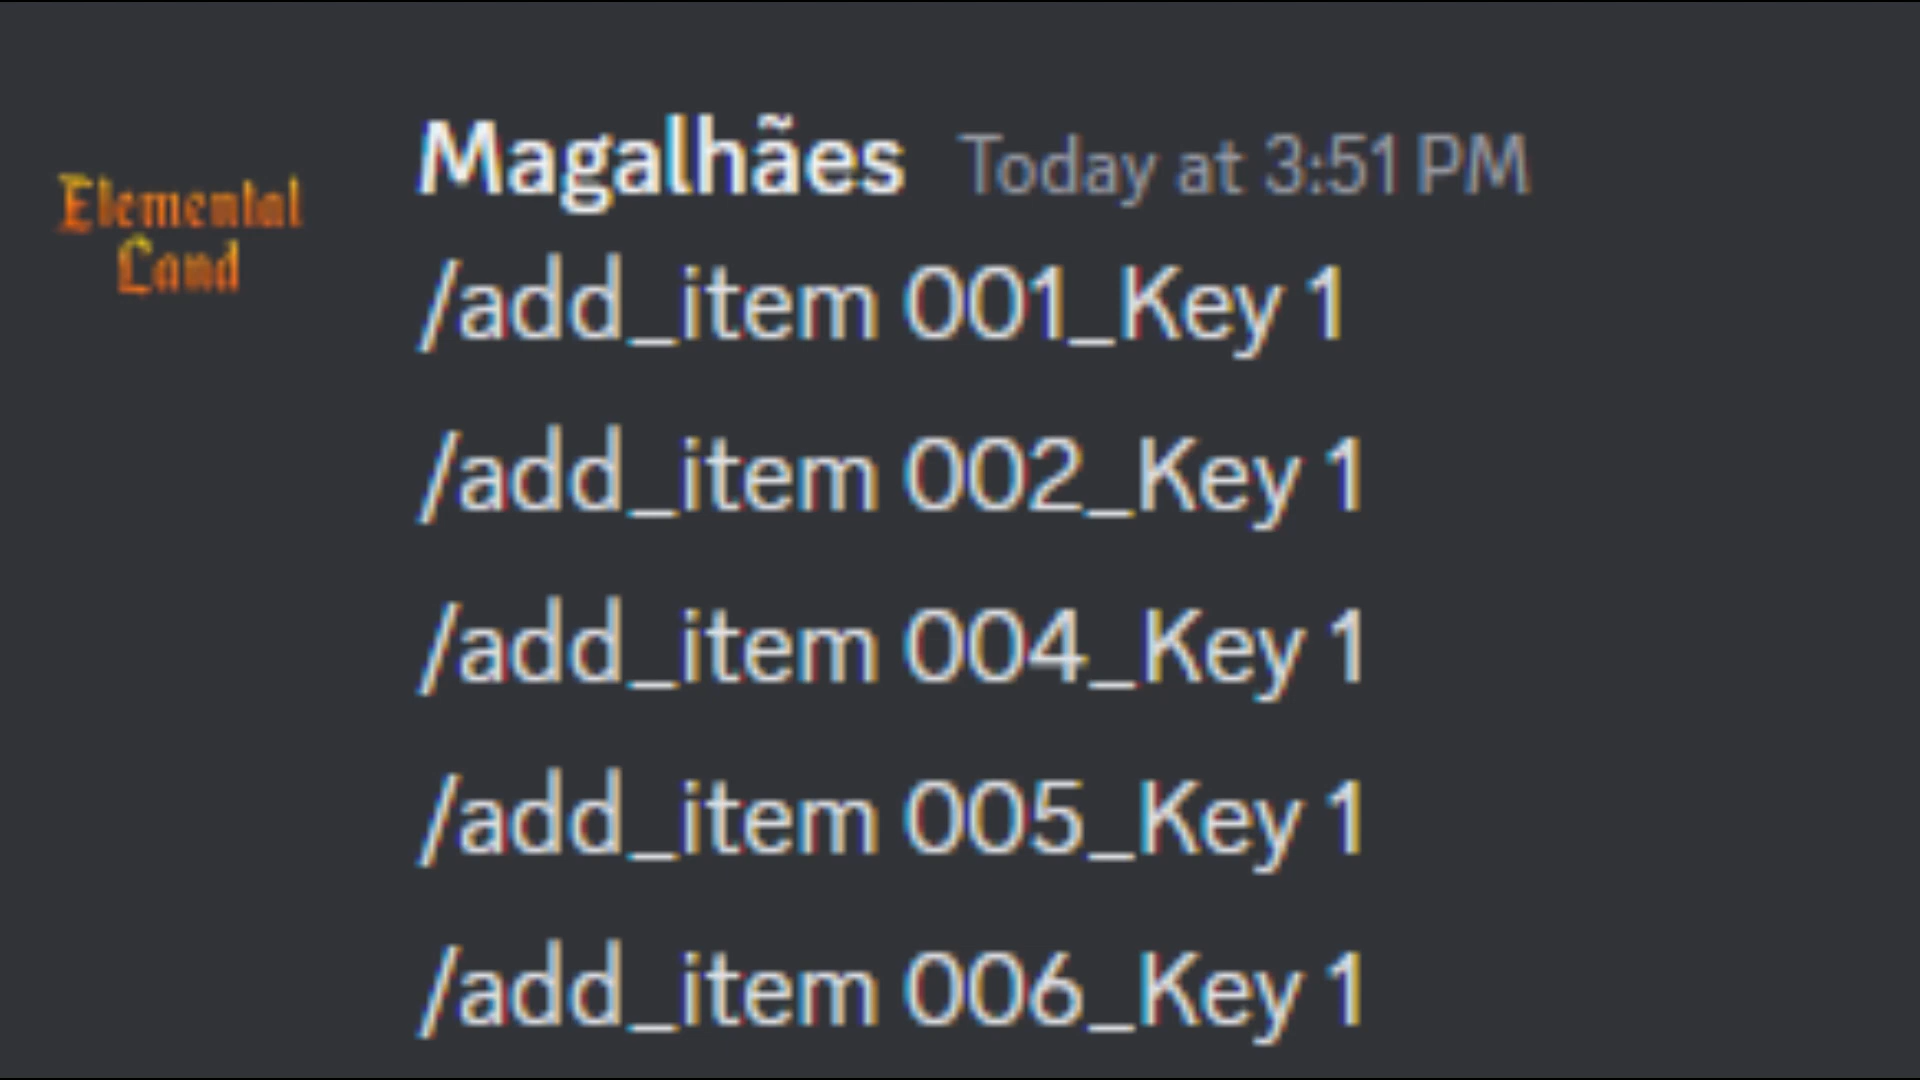 Elemental
Land
Magalhães Today at 3:51 PM
/add_item 001_Key 1
/add_item 002_Key 1
/add_item 004_Key 1
/add_item 005_Key 1
/add_item 006_Key 1